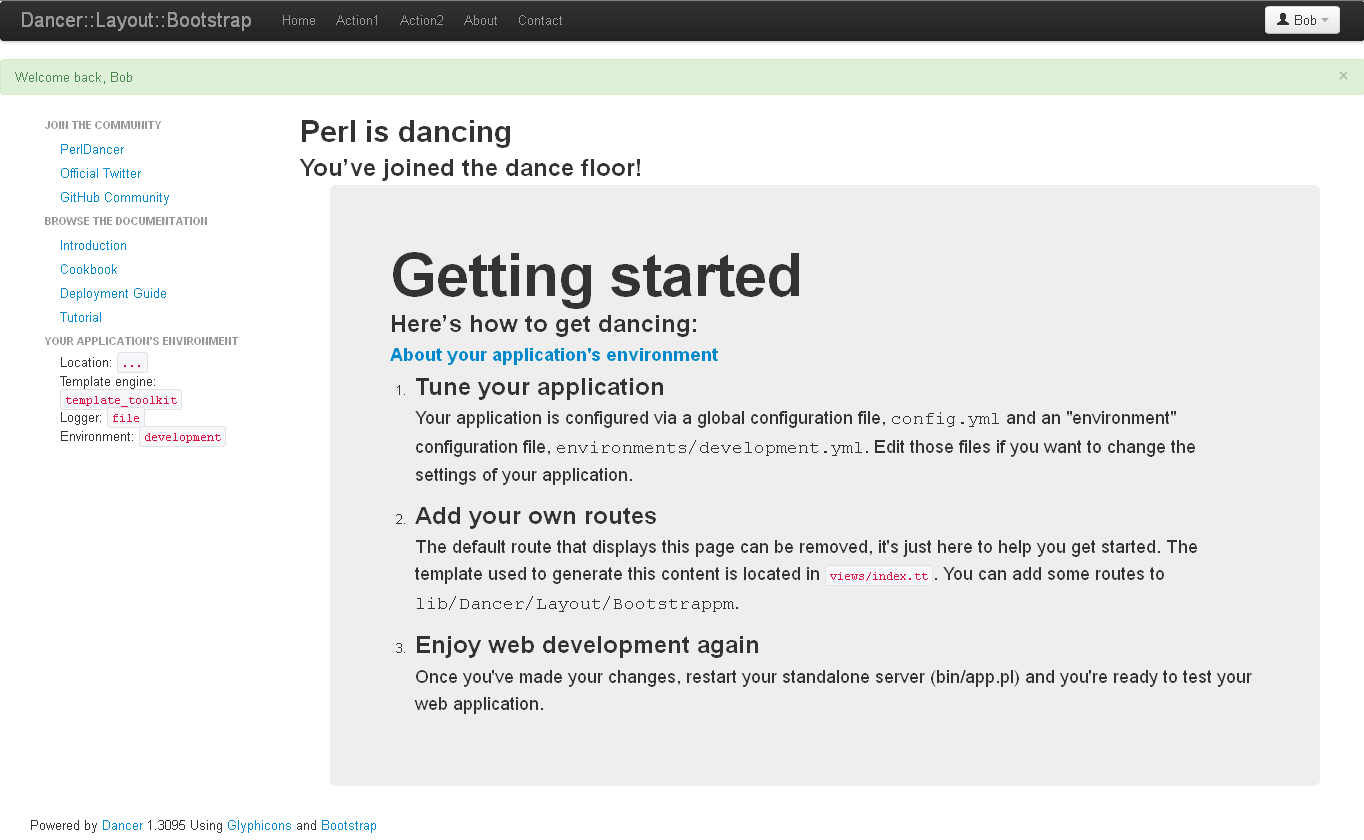 Dancer::Layout::Bootstrap Home Action1 Action2 About Contact Bob
Welcome back, Bob ×
JOIN THE COMMUNITY
PerlDancer
Official Twitter
GitHub Community
BROWSE THE DOCUMENTATION
Introduction
Cookbook
Deployment Guide
Tutorial
YOUR APPLICATION'S ENVIRONMENT
Location: ...
Template engine:
template_toolkit
Logger: file
Environment: development
Perl is dancing
You’ve joined the dance floor!
Getting started
Here’s how to get dancing:
About your application's environment
1. Tune your application
Your application is configured via a global configuration file, config.yml and an "environment"
configuration file, environments/development.yml. Edit those files if you want to change the
settings of your application.
2. Add your own routes
The default route that displays this page can be removed, it's just here to help you get started. The
template used to generate this content is located in views/index.tt. You can add some routes to
lib/Dancer/Layout/Bootstrappm.
3. Enjoy web development again
Once you've made your changes, restart your standalone server (bin/app.pl) and you're ready to test your
web application.
Powered by Dancer 1.3095 Using Glyphicons and Bootstrap